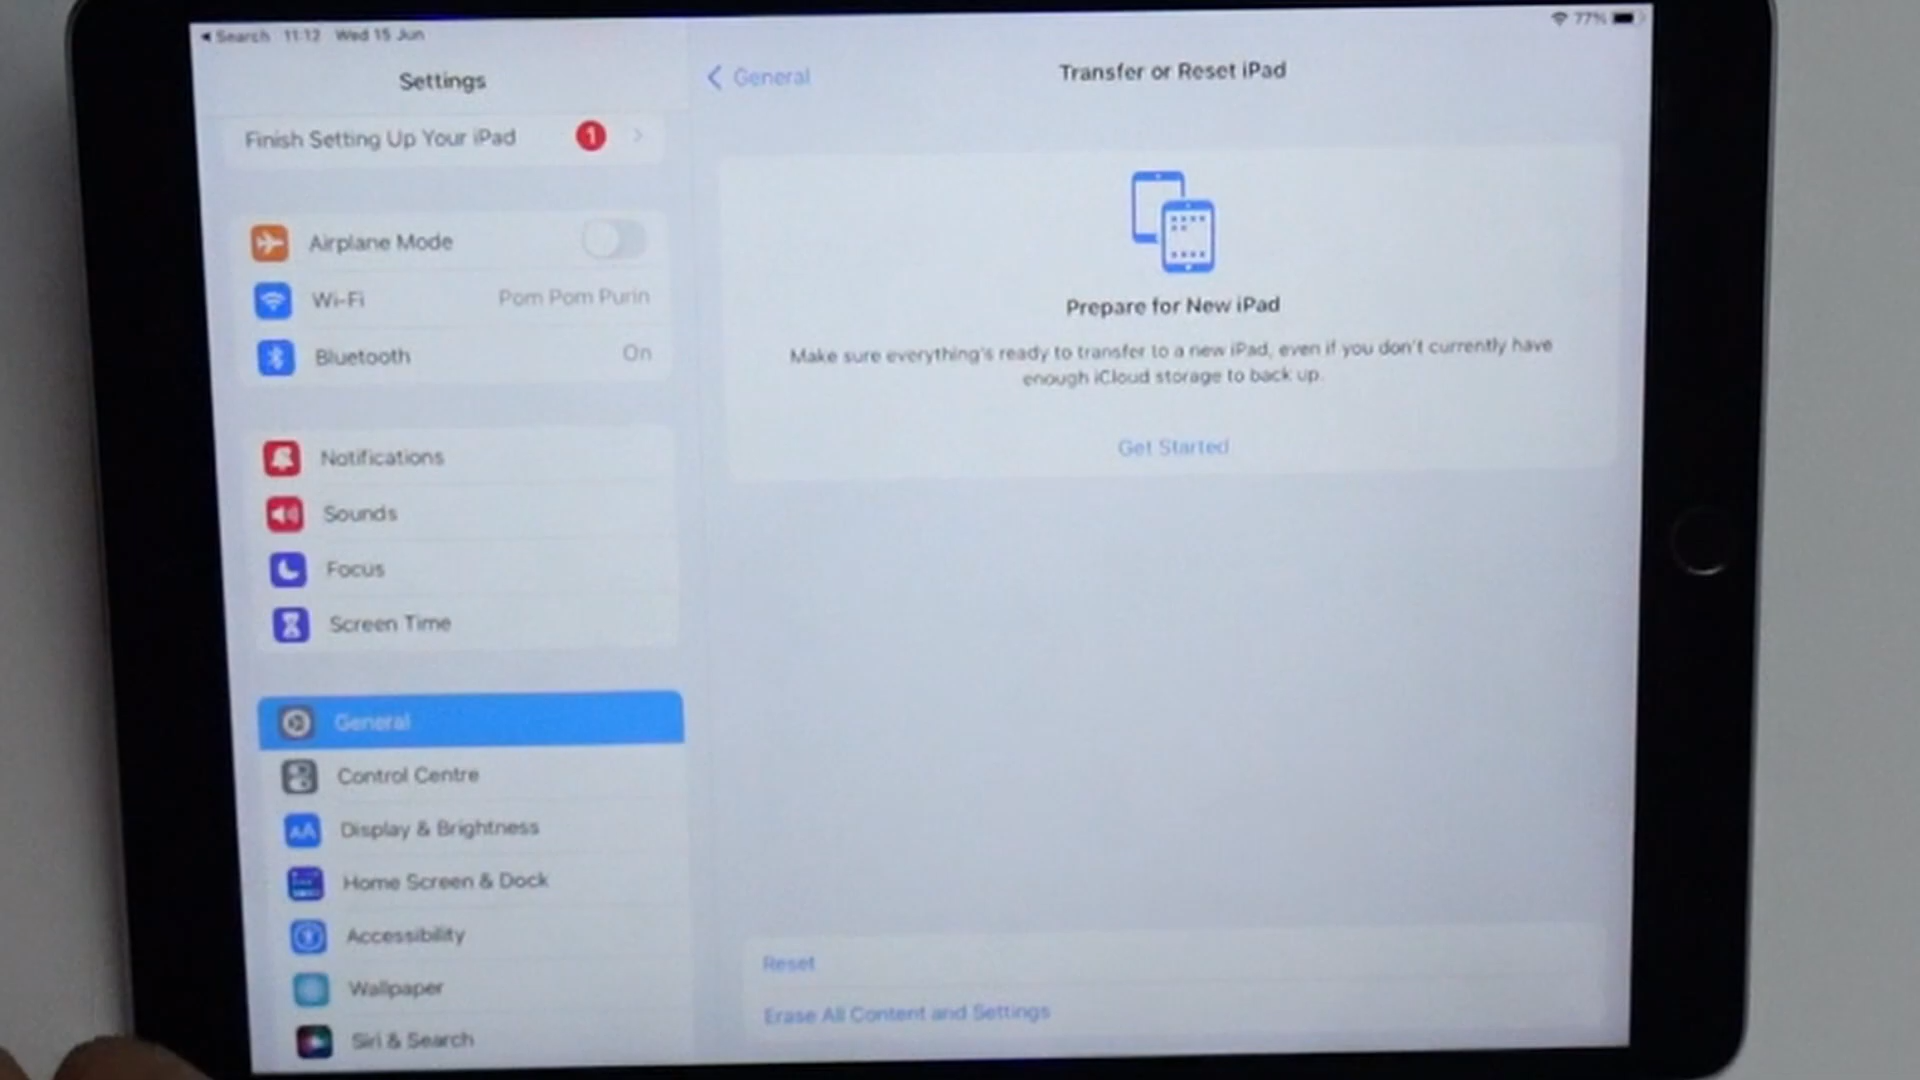 Search 11:12 Wed 15 Jun
77%
Settings
Finish Setting Up Your iPad 1
Airplane Mode
Wi-Fi Pom Pom Purin
Bluetooth On
Notifications
Sounds
Focus
Screen Time
General
Control Centre
AA Display & Brightness
Home Screen & Dock
Accessibility
Wallpaper
Siri & Search
General
Transfer or Reset iPad
Prepare for New iPad
Make sure everything's ready to transfer to a new iPad, even if you don't currently have
enough iCloud storage to back up.
Get Started
Reset
Erase All Content and Settings